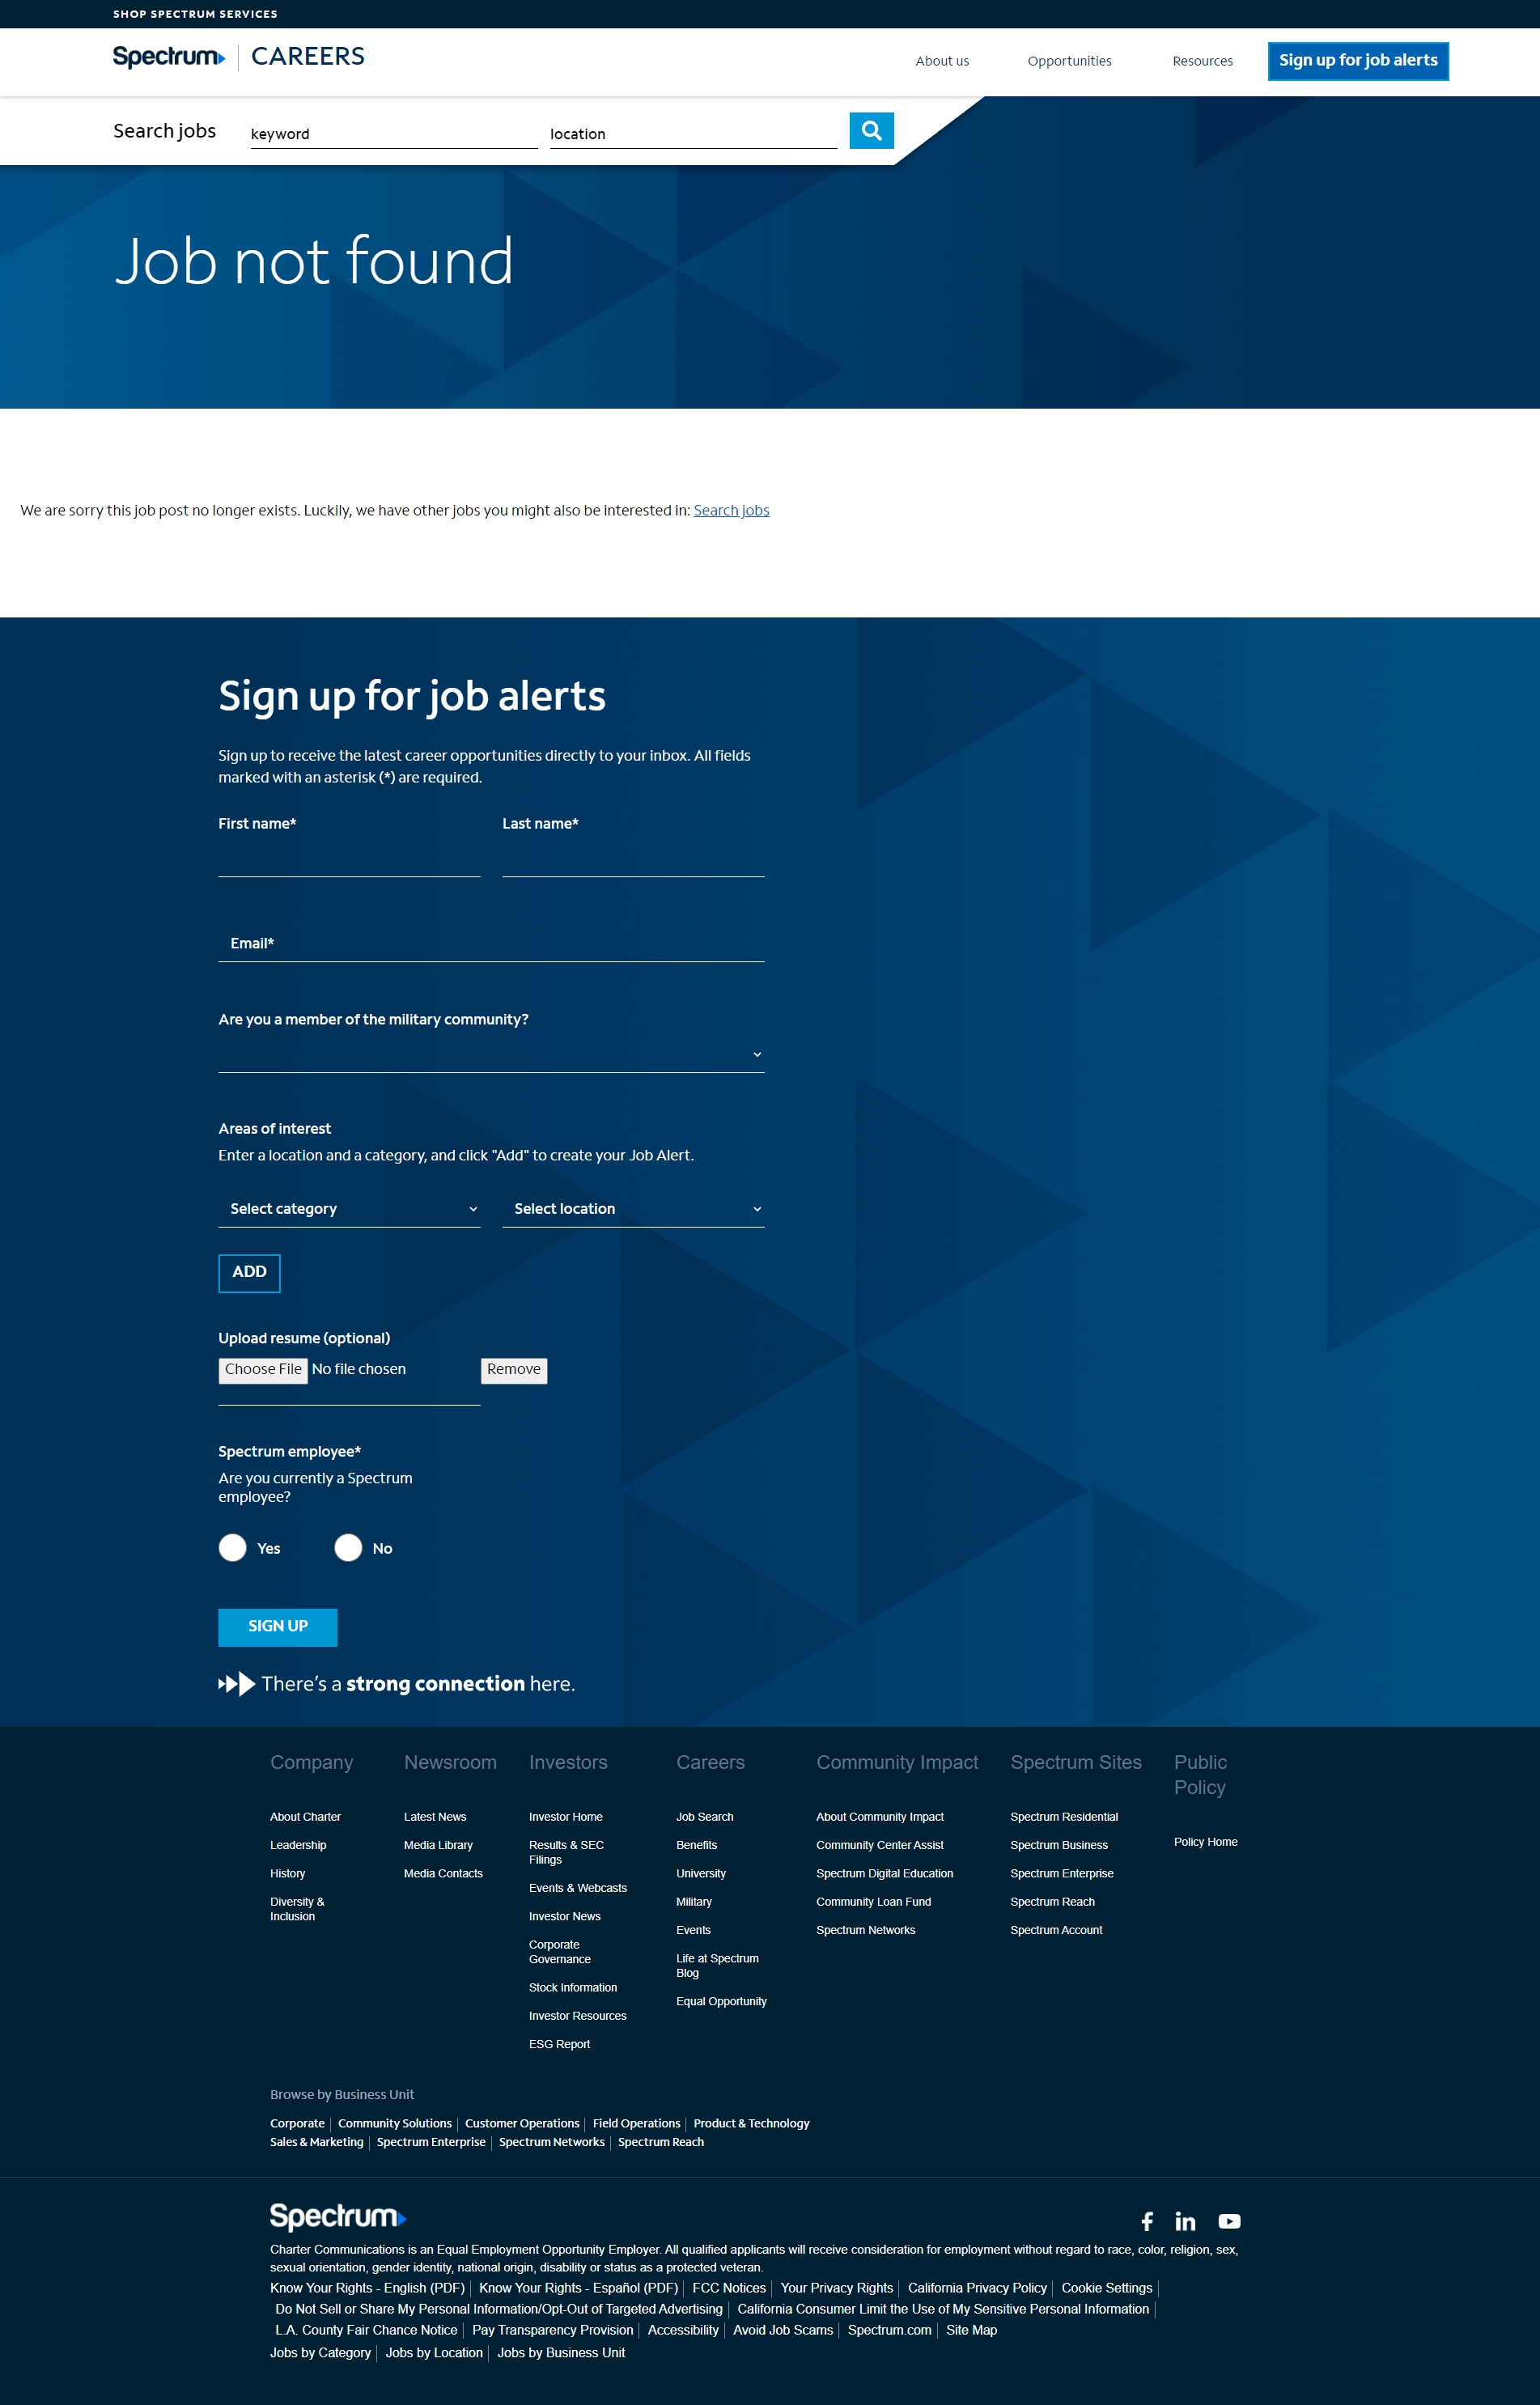 SHOP SPECTRUM SERVICES
Spectrum CAREERS
About us
Opportunities
Resources
Sign up for job alerts
Search jobs
keyword
location
Job not found
We are sorry this job post no longer exists. Luckily, we have other jobs you might also be interested in: Search jobs
Sign up for job alerts
Sign up to receive the latest career opportunities directly to your inbox. All fields
marked with an asterisk (*) are required.
First name*
Last name*
Email*
Are you a member of the military community?
Areas of interest
Enter a location and a category, and click "Add" to create your Job Alert.
Select category
Select location
ADD
Upload resume (optional)
Choose File No file chosen
Remove
Spectrum employee*
Are you currently a Spectrum
employee?
Yes
No
SIGN UP
There's a strong connection here.
Company
About Charter
Leadership
History
Diversity &
Inclusion
Newsroom
Latest News
Media Library
Media Contacts
Investors
Investor Home
Results & SEC
Filings
Events & Webcasts
Investor News
Corporate
Governance
Stock Information
Investor Resources
ESG Report
Careers
Job Search
Benefits
University
Military
Events
Life at Spectrum
Blog
Equal Opportunity
Community Impact
About Community Impact
Community Center Assist
Spectrum Digital Education
Community Loan Fund
Spectrum Networks
Spectrum Sites
Spectrum Residential
Spectrum Business
Spectrum Enterprise
Spectrum Reach
Spectrum Account
Public
Policy
Policy Home
Browse by Business Unit
Corporate | Community Solutions | Customer Operations | Field Operations | Product & Technology
Sales & Marketing | Spectrum Enterprise | Spectrum Networks | Spectrum Reach
Spectrum
Charter Communications is an Equal Employment Opportunity Employer. All qualified applicants will receive consideration for employment without regard to race, color, religion, sex,
sexual orientation, gender identity, national origin, disability or status as a protected veteran.
Know Your Rights - English (PDF) | Know Your Rights - Español (PDF) | FCC Notices | Your Privacy Rights | California Privacy Policy | Cookie Settings |
Do Not Sell or Share My Personal Information/Opt-Out of Targeted Advertising | California Consumer Limit the Use of My Sensitive Personal Information |
L.A. County Fair Chance Notice | Pay Transparency Provision | Accessibility | Avoid Job Scams | Spectrum.com | Site Map
Jobs by Category | Jobs by Location | Jobs by Business Unit